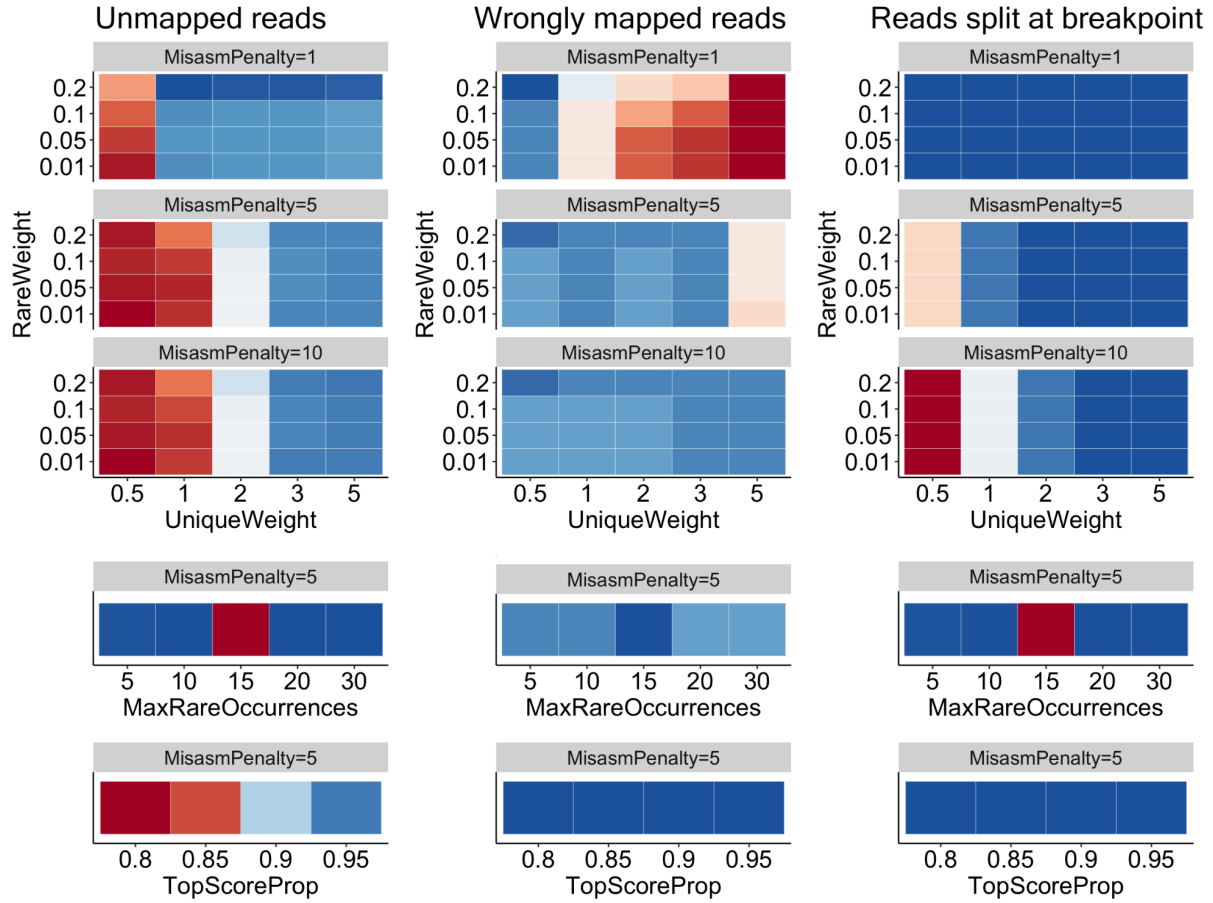 Unmapped reads
Wrongly mapped reads
Reads split at breakpoint
MisasmPenalty=1
MisasmPenalty=1
MisasmPenalty=1
0.2
0.1
0.05
0.01
0.2
0.1
0.05
0.01
0.2
0.1
0.05
0.01
RareWeight
RareWeight
RareWeight
MisasmPenalty=5
MisasmPenalty=5
MisasmPenalty=5
0.2
0.1
0.05
0.01
0.2
0.1
0.05
0.01
0.2
0.1
0.05
0.01
MisasmPenalty=10
MisasmPenalty=10
MisasmPenalty=10
0.2
0.1
0.05
0.01
0.2
0.1
0.05
0.01
0.2
0.1
0.05
0.01
0.5 1 2 3 5
0.5 1 2 3 5
0.5 1 2 3 5
UniqueWeight
UniqueWeight
UniqueWeight
MisasmPenalty=5
MisasmPenalty=5
MisasmPenalty=5
5 10 15 20 30
5 10 15 20 30
5 10 15 20 30
MaxRareOccurrences
MaxRareOccurrences
MaxRareOccurrences
MisasmPenalty=5
MisasmPenalty=5
MisasmPenalty=5
0.8 0.85 0.9 0.95
0.8 0.85 0.9 0.95
0.8 0.85 0.9 0.95
TopScoreProp
TopScoreProp
TopScoreProp